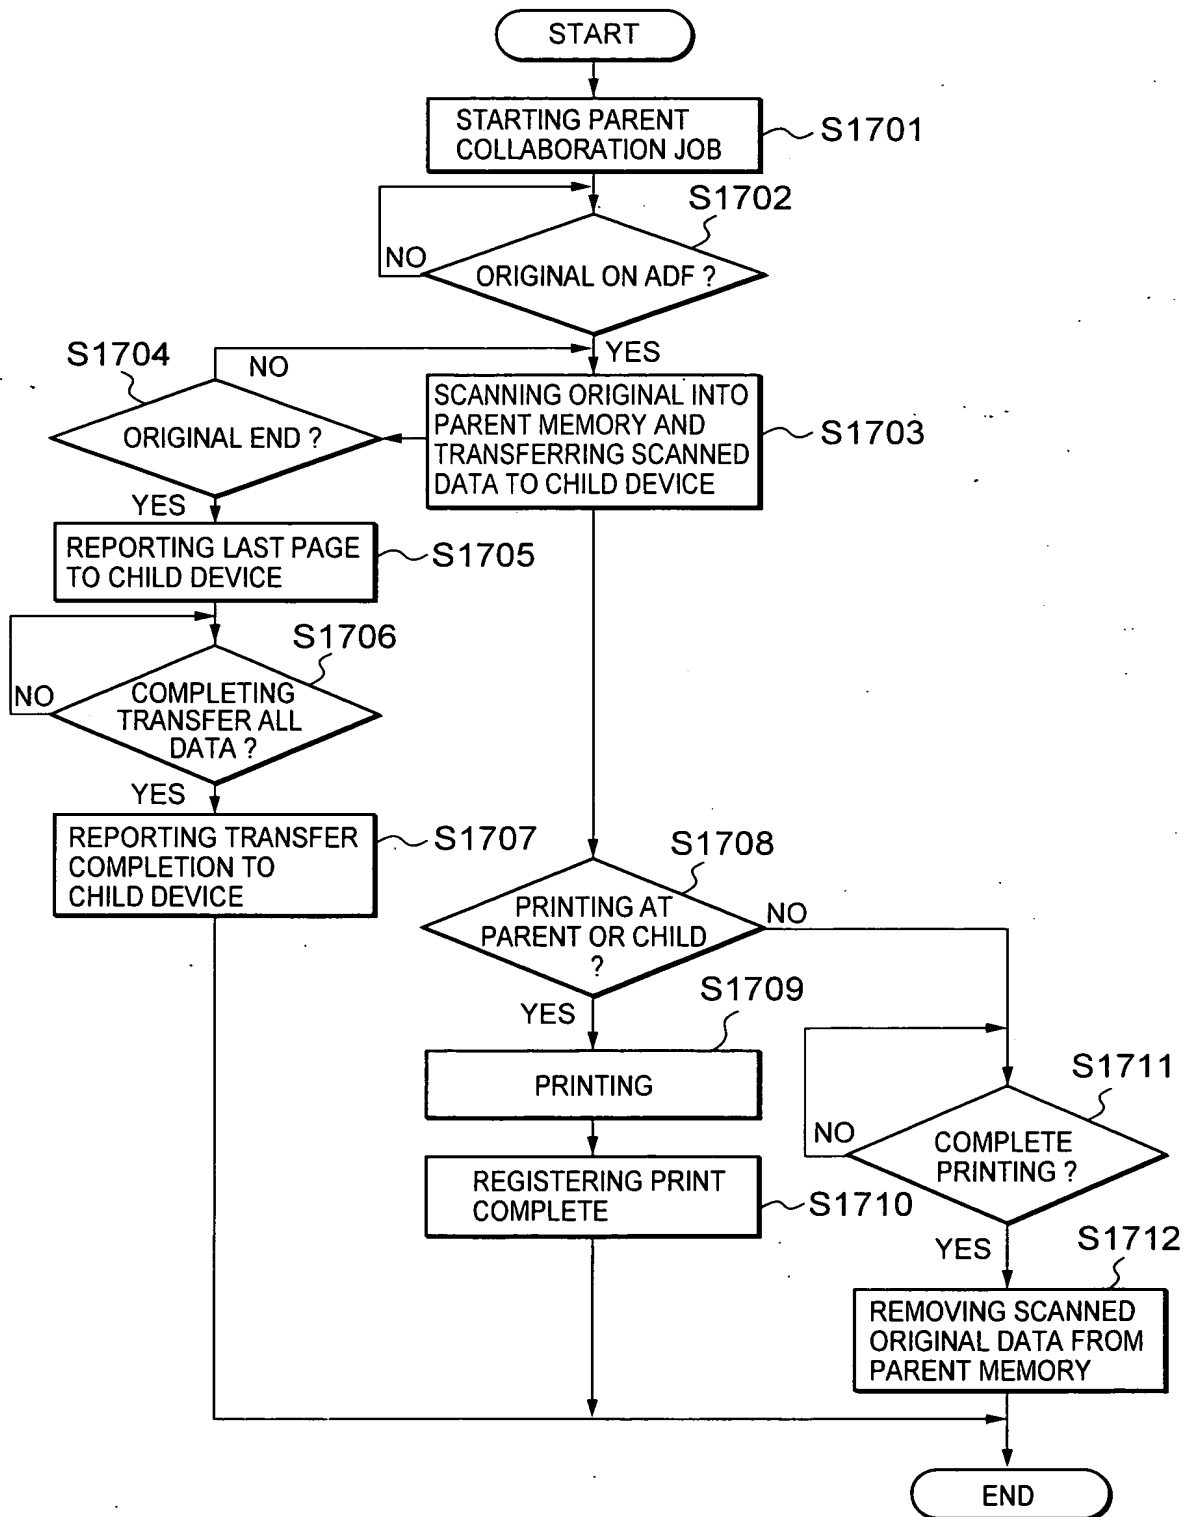 START
STARTING PARENT
COLLABORATION JOB
S1701
S1702
NO
ORIGINAL ON ADF ?
S1704
NO
YES
ORIGINAL END ?
SCANNING ORIGINAL INTO
PARENT MEMORY AND
TRANSFERRING SCANNED
DATA TO CHILD DEVICE
S1703
YES
REPORTING LAST PAGE
TO CHILD DEVICE
S1705
S1706
NO
COMPLETING
TRANSFER ALL
DATA ?
YES
REPORTING TRANSFER
COMPLETION TO
CHILD DEVICE
S1707
S1708
PRINTING AT
PARENT OR CHILD
?
NO
YES
S1709
PRINTING
REGISTERING PRINT
COMPLETE
S1710
S1711
NO
COMPLETE
PRINTING ?
YES
S1712
REMOVING SCANNED
ORIGINAL DATA FROM
PARENT MEMORY
END